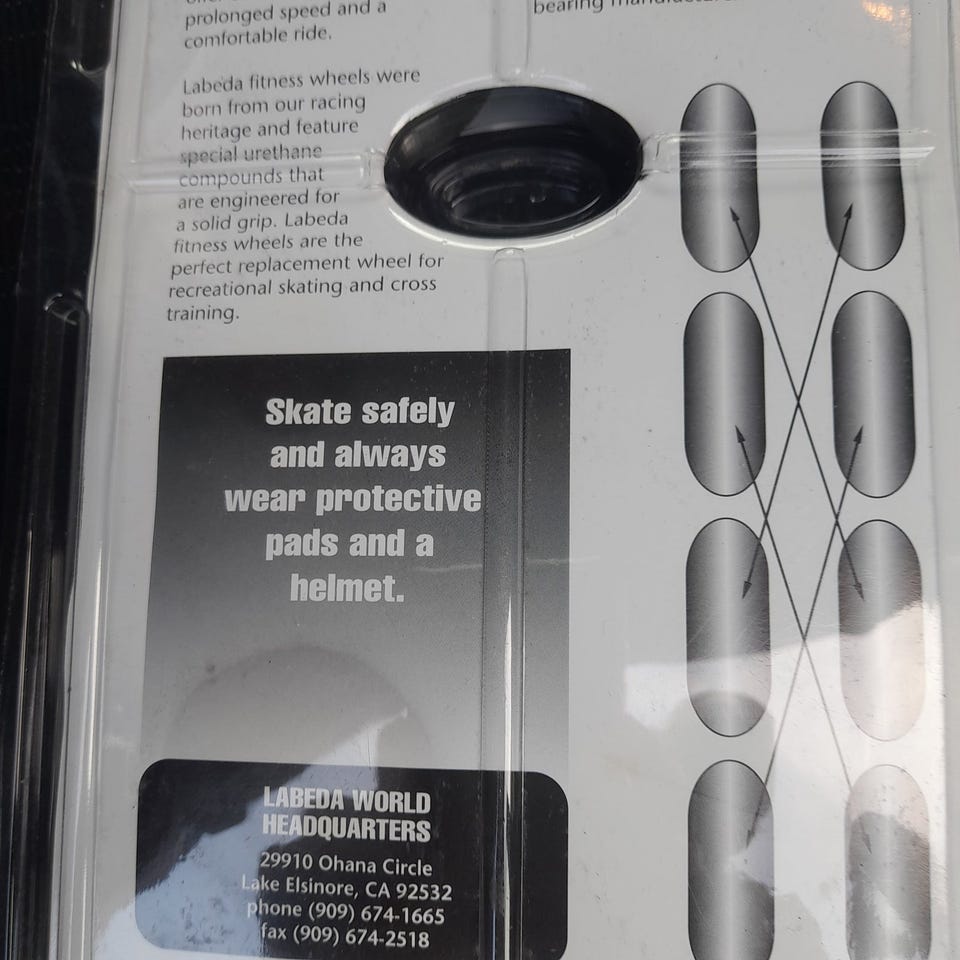 prolonged speed and a
comfortable ride.
Labeda fitness wheels were
born from our racing
heritage and feature
special urethane
compounds that
are engineered for
a solid grip. Labeda
fitness wheels are the
perfect replacement wheel for
recreational skating and cross
training.
bearing
Skate safely
and always
wear protective
pads and a
helmet.
LABEDA WORLD
HEADQUARTERS
29910 Ohana Circle
Lake Elsinore, CA 92532
phone (909) 674-1665
fax (909) 674-2518